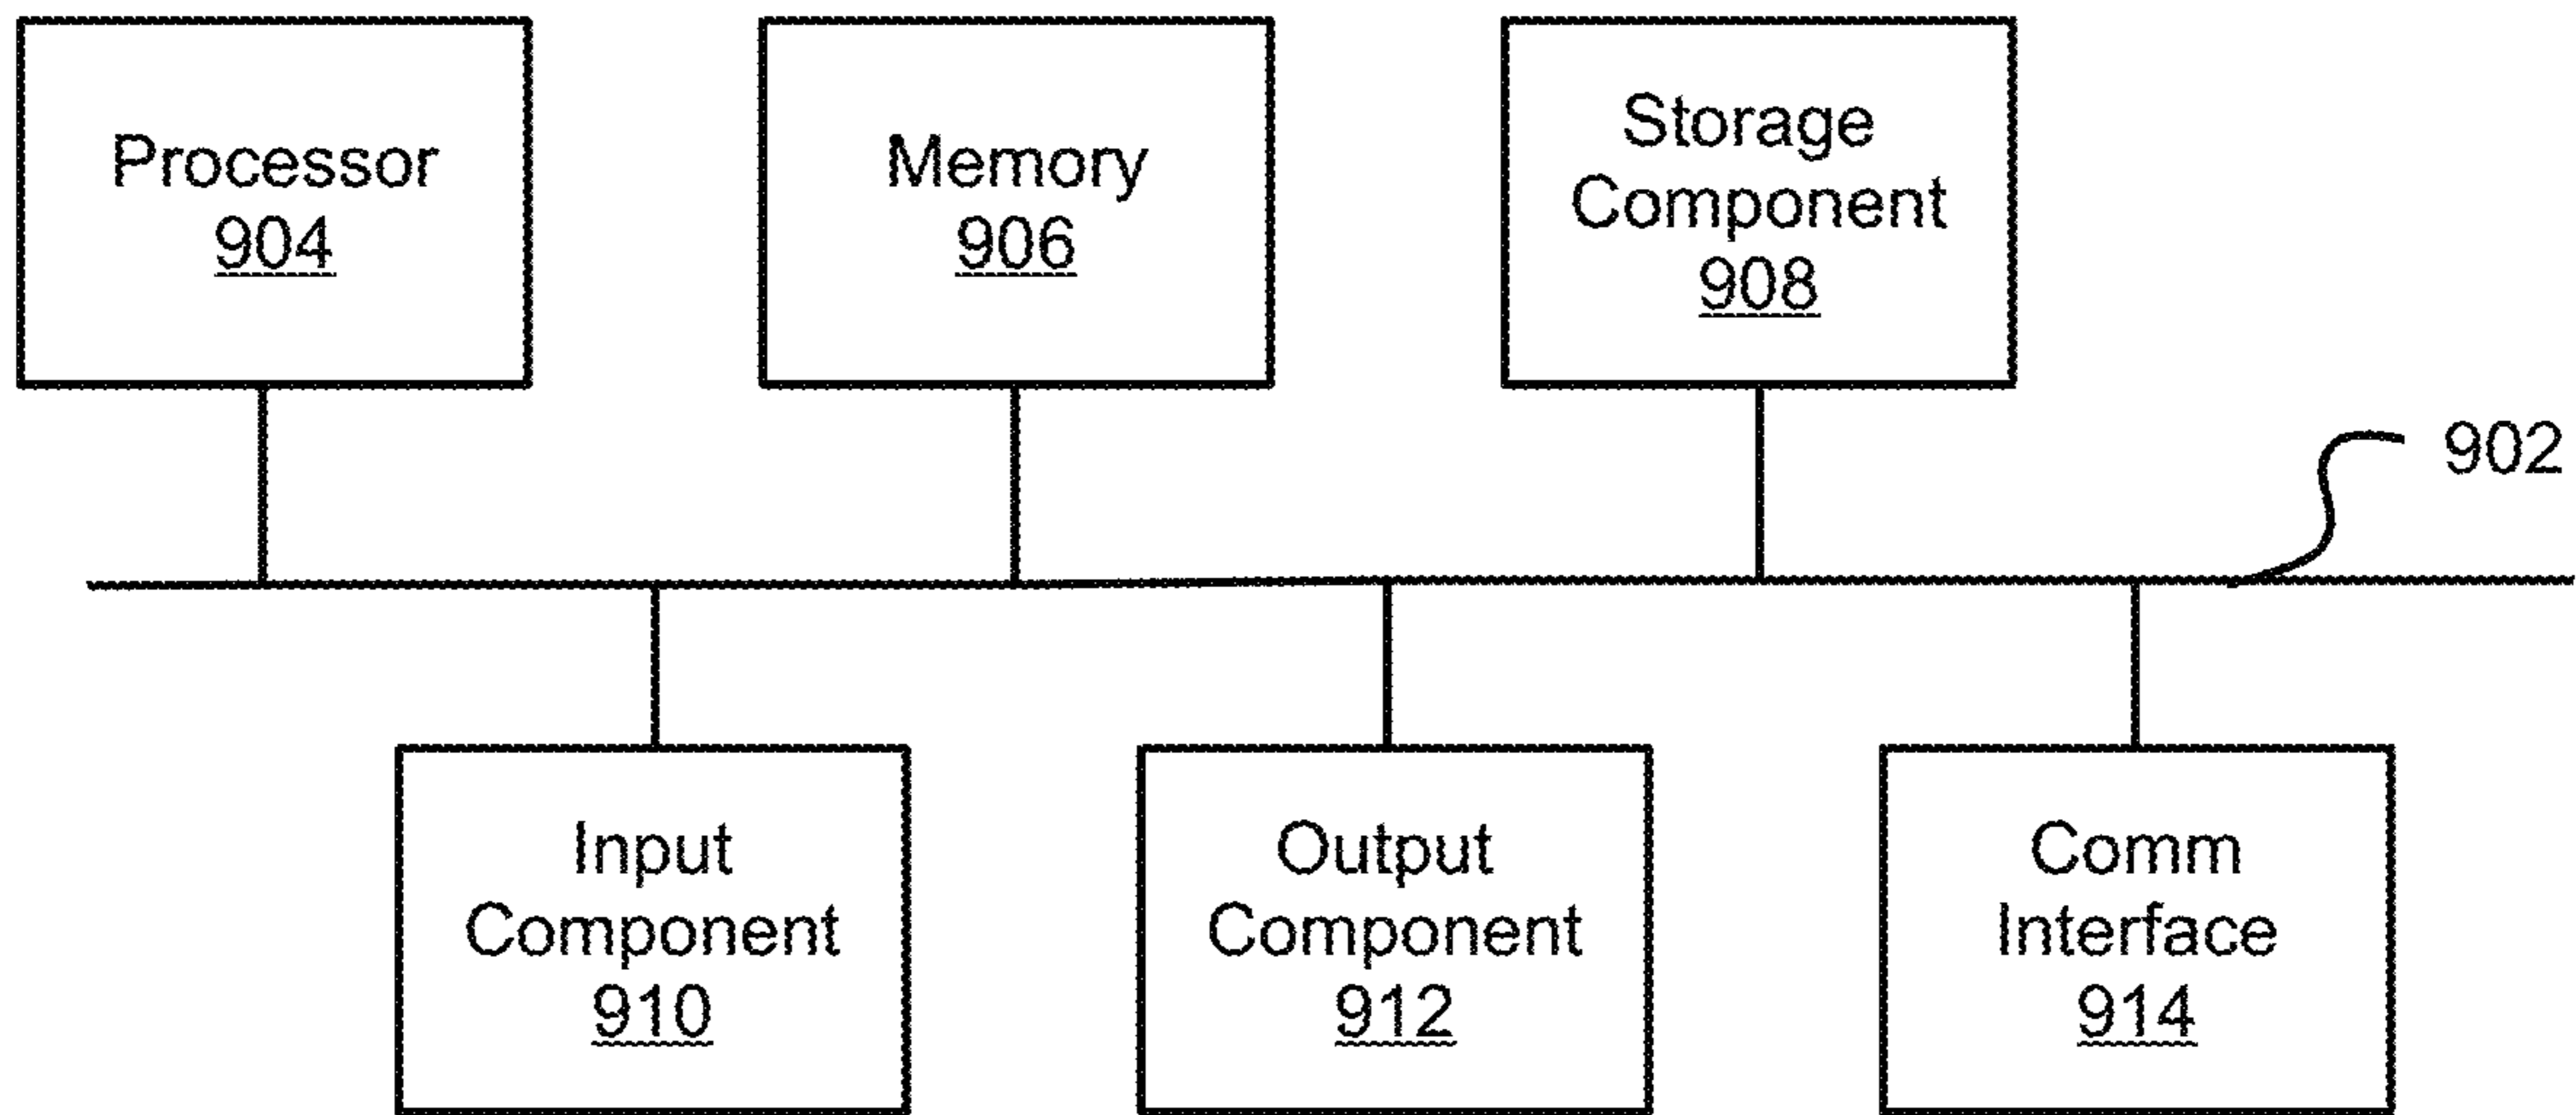 Processor
904
Memory
906
Storage
Component
908
902
Input
Component
910
Output
Component
912
Comm
Interface
914